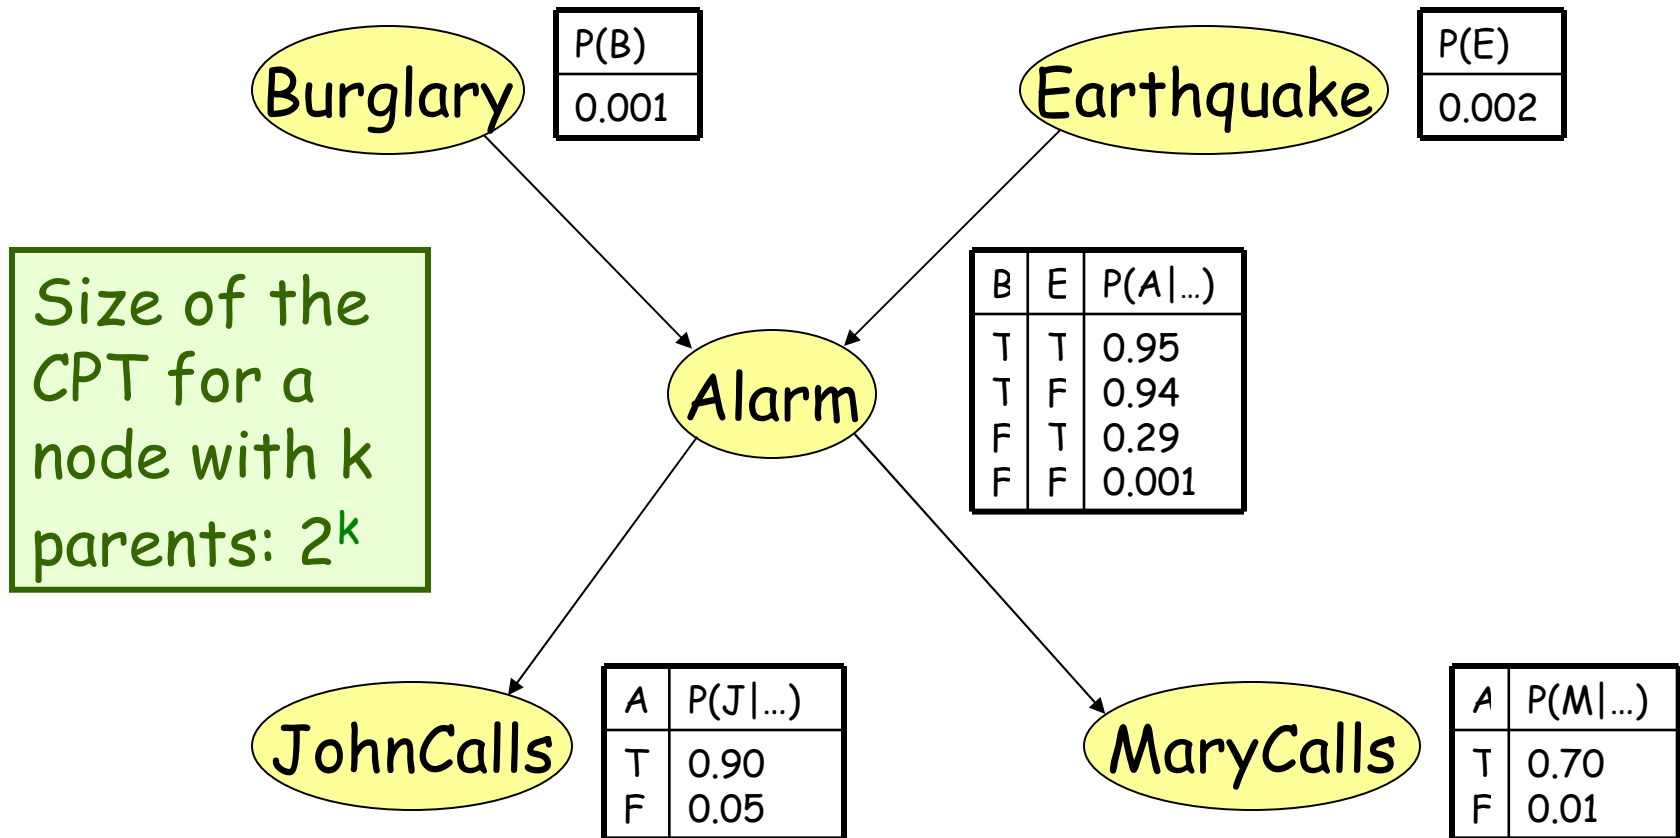 Burglary
P(B)
0.001
Earthquake
P(E)
0.002
Size of the
CPT for a
node with k
parents: 2^k
B E P(A|...)
T T 0.95
T F 0.94
F T 0.29
F F 0.001
Alarm
JohnCalls
A P(J|...)
T 0.90
F 0.05
MaryCalls
A P(M|...)
T 0.70
F 0.01